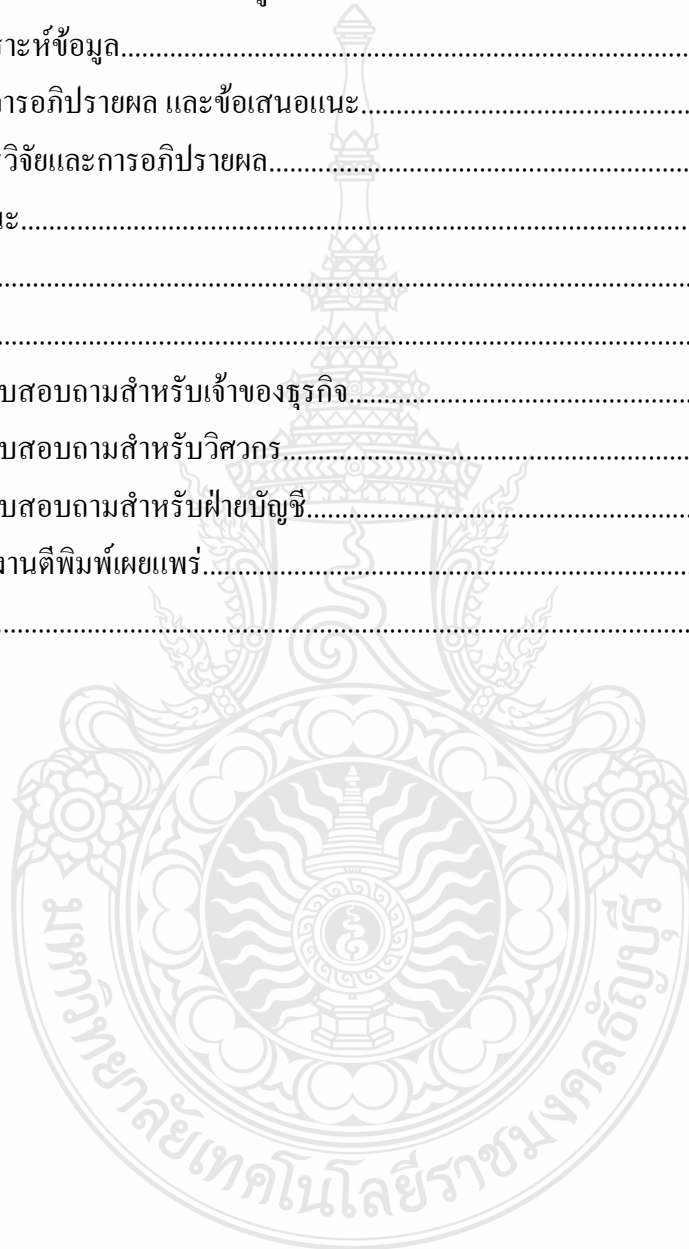 ราะห์ข้อมูล
ารอภิปรายผล และข้อเสนอแนะ
รวิจัยและการอภิปรายผล
นะ
บสอบถามสำหรับเจ้าของธุรกิจ
บสอบถามสำหรับวิศวกร
บสอบถามสำหรับฝ่ายบัญชี
งานตีพิมพ์เผยแพร่
มหาวิทยาลัยเทคโนโลยีราชมงคลธัญบุรี